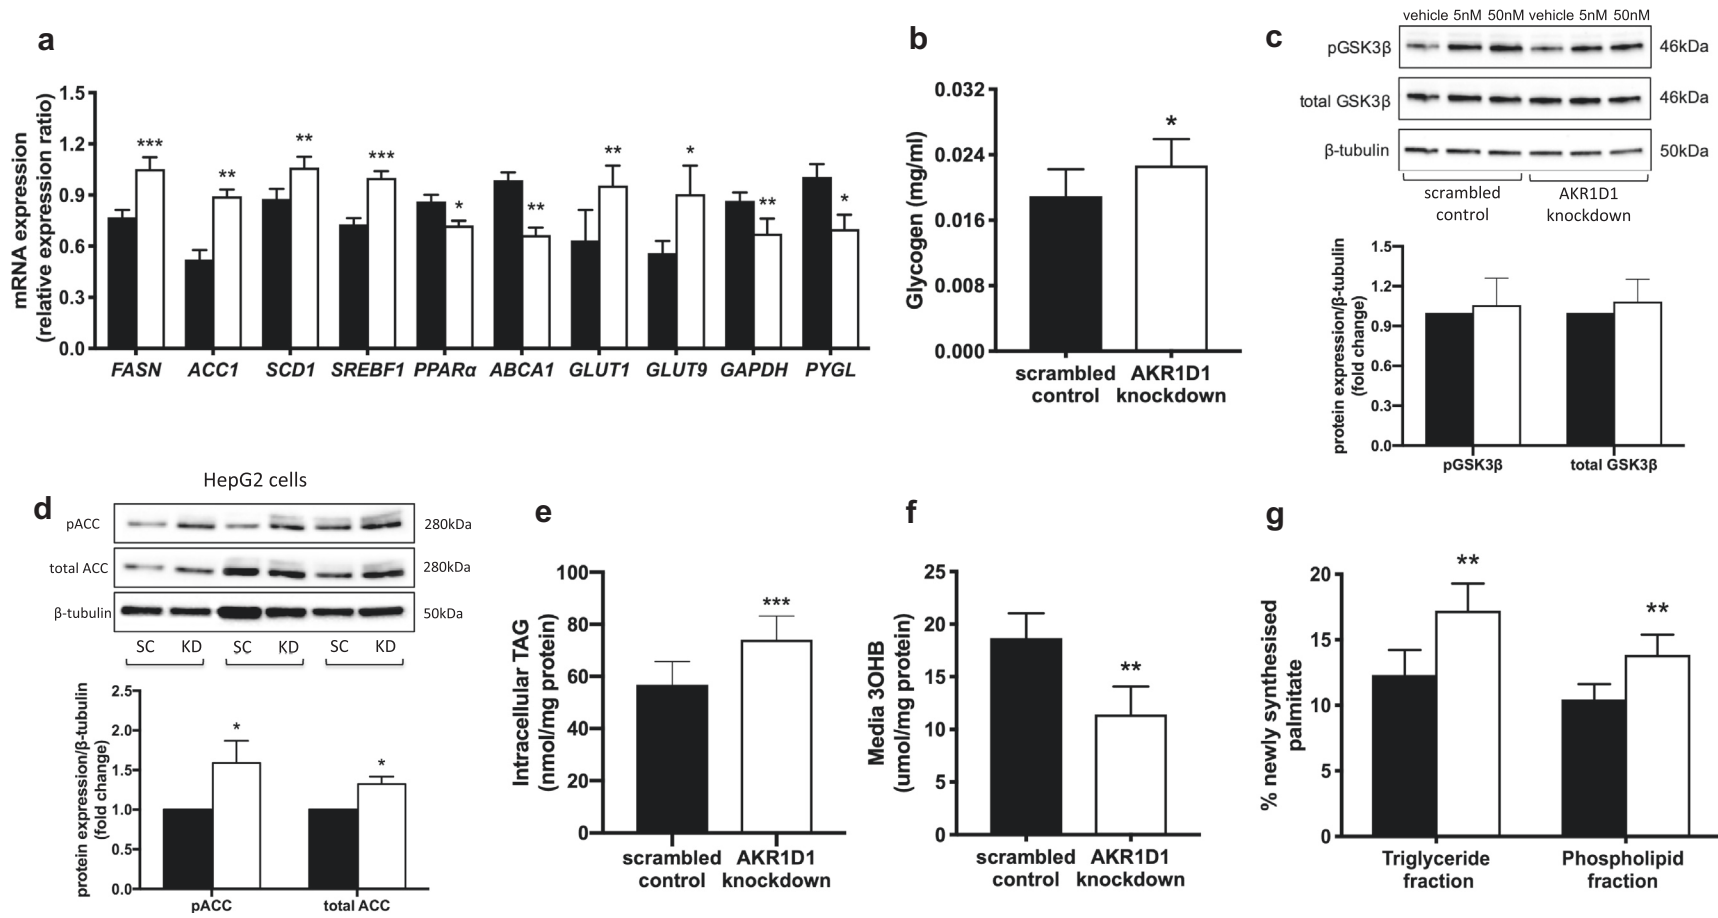 a
mRNA expression
(relative expression ratio)
1.5
1.2
0.9
0.6
0.3
0.0
*** ** ** *** * ** ** * ** *
FASN ACC1 SCD1 SREBF1 PPARα ABCA1 GLUT1 GLUT9 GAPDH PYGL
b
Glycogen (mg/ml)
0.032
0.024
0.016
0.008
0.000
*
scrambled AKR1D1
control knockdown
c
vehicle 5nM 50nM vehicle 5nM 50nM
pGSK3β 46kDa
total GSK3β 46kDa
β-tubulin 50kDa
scrambled AKR1D1
control knockdown
protein expression/β-tubulin
(fold change)
1.5
1.2
0.9
0.6
0.3
0.0
pGSK3β total GSK3β
HepG2 cells
d
pACC 280kDa
total ACC 280kDa
β-tubulin 50kDa
SC KD SC KD SC KD
protein expression/β-tubulin
(fold change)
2.5
2.0
1.5
1.0
0.5
0.0
* *
pACC total ACC
e
Intracellular TAG
(nmol/mg protein)
100
80
60
40
20
0
***
scrambled AKR1D1
control knockdown
f
Media 3OHB
(umol/mg protein)
25
20
15
10
5
0
**
scrambled AKR1D1
control knockdown
g
% newly synthesised
palmitate
20
15
10
5
0
** **
Triglyceride Phospholipid
fraction fraction